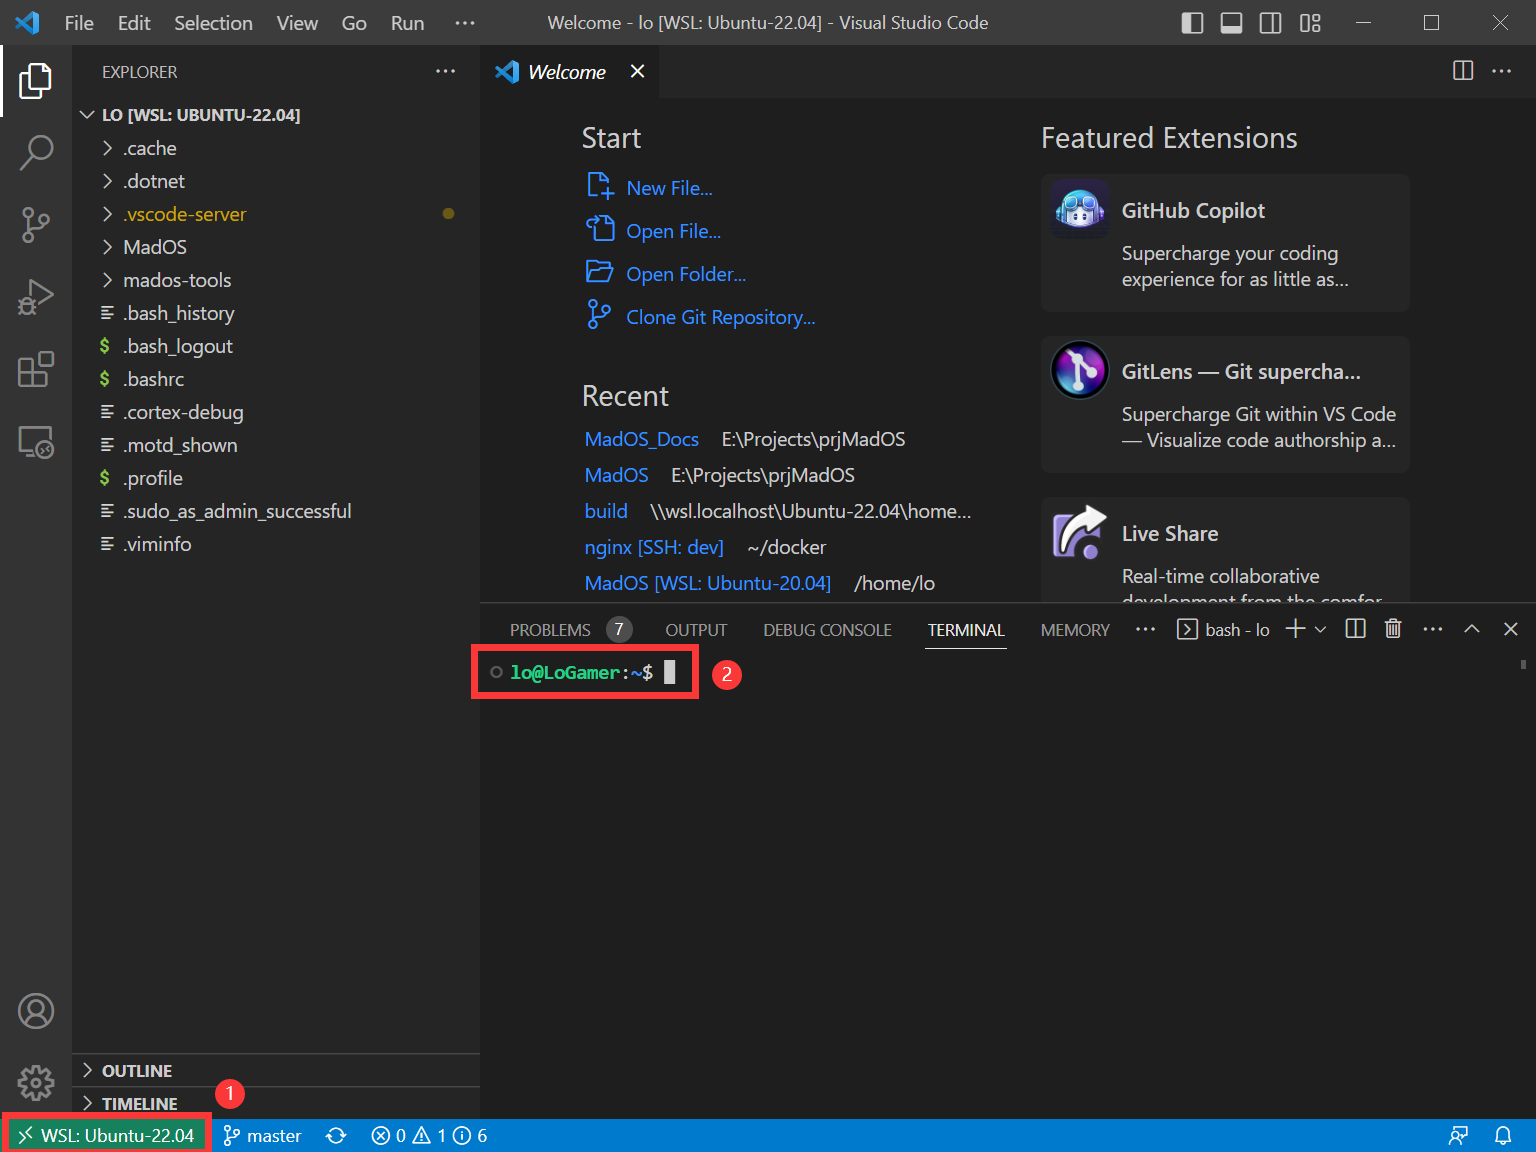 File Edit Selection View Go Run ··· Welcome - lo [WSL: Ubuntu-22.04] - Visual Studio Code
EXPLORER ···
LO [WSL: UBUNTU-22.04]
.cache
.dotnet
.vscode-server
MadOS
mados-tools
.bash_history
$ .bash_logout
$ .bashrc
.cortex-debug
.motd_shown
$ .profile
.sudo_as_admin_successful
.viminfo
OUTLINE
TIMELINE
Welcome
Start
New File...
Open File...
Open Folder...
Clone Git Repository...
Recent
MadOS_Docs E:\Projects\prjMadOS
MadOS E:\Projects\prjMadOS
build \\wsl.localhost\Ubuntu-22.04\home...
nginx [SSH: dev] ~/docker
MadOS [WSL: Ubuntu-20.04] /home/lo
Featured Extensions
GitHub Copilot
Supercharge your coding
experience for as little as...
GitLens — Git supercha...
Supercharge Git within VS Code
— Visualize code authorship a...
Live Share
Real-time collaborative
development from the comfor
PROBLEMS 7 OUTPUT DEBUG CONSOLE TERMINAL MEMORY ··· bash - lo
lo@LoGamer:~$
2
1
WSL: Ubuntu-22.04 master 0 1 6